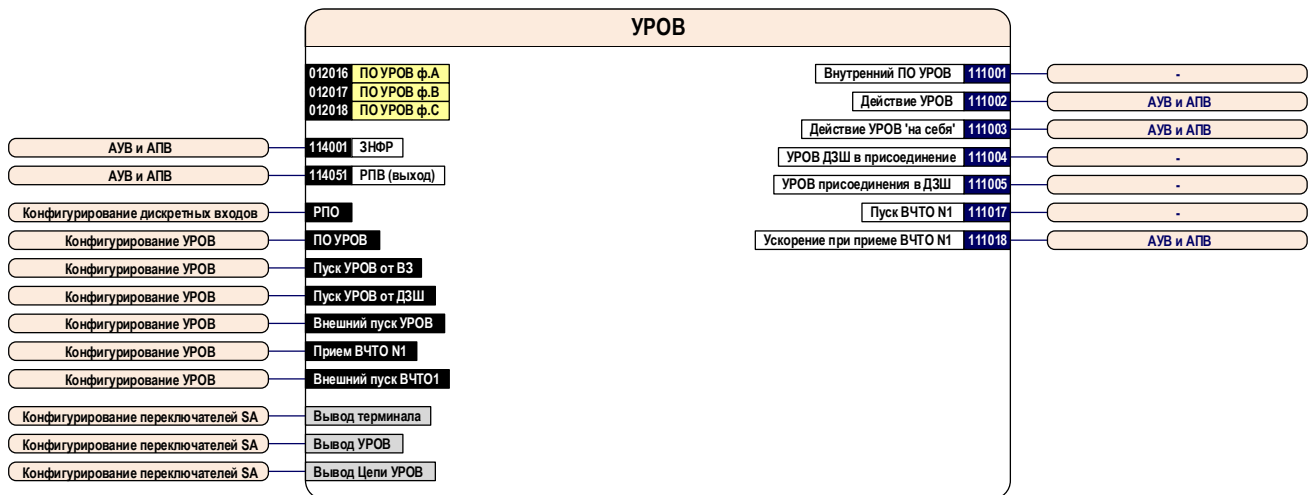 УРОВ
012016 ПО УРОВ ф.А
012017 ПО УРОВ ф.В
012018 ПО УРОВ ф.С
АУВ и АПВ 114001 ЗНФР
АУВ и АПВ 114051 РПВ (выход)
Конфигурирование дискретных входов РПО
Конфигурирование УРОВ ПО УРОВ
Конфигурирование УРОВ Пуск УРОВ от ВЗ
Конфигурирование УРОВ Пуск УРОВ от ДЗШ
Конфигурирование УРОВ Внешний пуск УРОВ
Конфигурирование УРОВ Прием ВЧТО N1
Конфигурирование УРОВ Внешний пуск ВЧТО1
Конфигурирование переключателей SA Вывод терминала
Конфигурирование переключателей SA Вывод УРОВ
Конфигурирование переключателей SA Вывод Цепи УРОВ
Внутренний ПО УРОВ 111001 -
Действие УРОВ 111002 АУВ и АПВ
Действие УРОВ 'на себя' 111003 АУВ и АПВ
УРОВ ДЗШ в присоединение 111004 -
УРОВ присоединения в ДЗШ 111005 -
Пуск ВЧТО N1 111017 -
Ускорение при приеме ВЧТО N1 111018 АУВ и АПВ